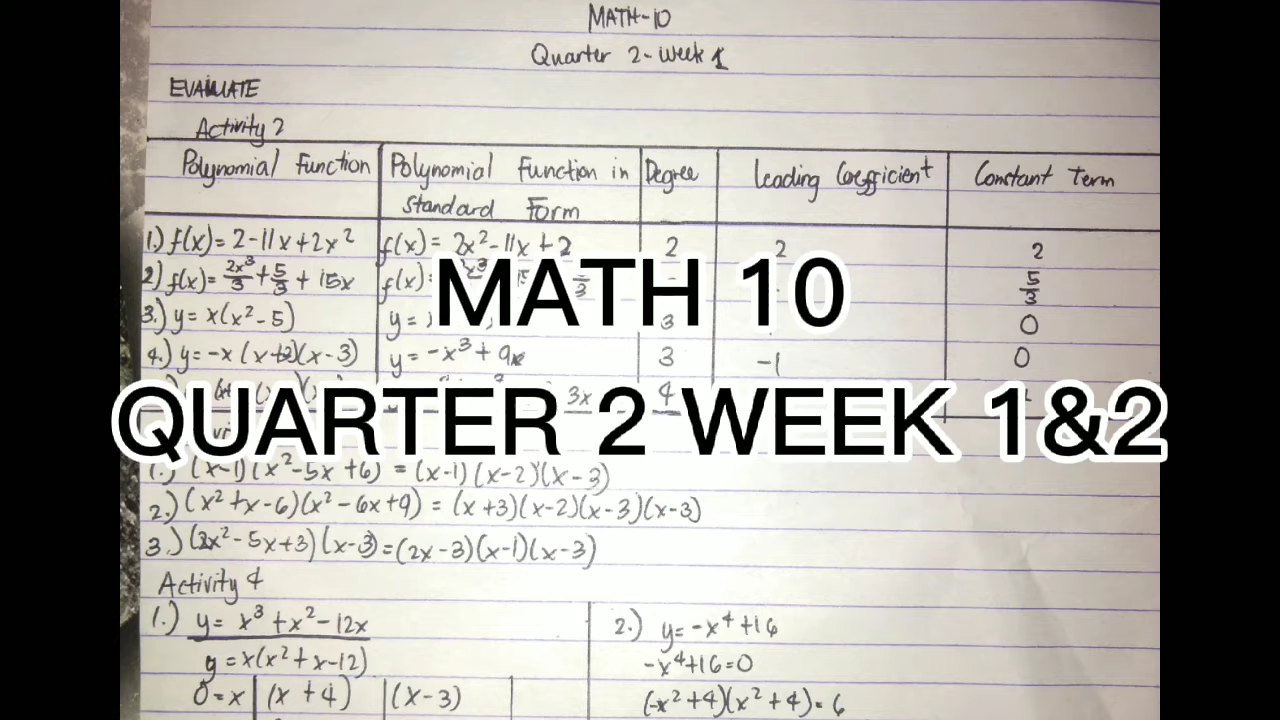 MATH-10
Quarter 2-Week 1
EVALUATE
Activity 2
Polynomial Function Polynomial Function in Standard Form Degree Leading Coefficient Constant Term
1.) f(x)= 2-11x+2x² f(x)= 2x²-11x+2 2 2 2
2) f(x)= 2x³/3 + 5/3 + 15x f(x)= 5/3
MATH 10
3.) y= x(x²-5) y= 3 0
4.) y=-x(x+3)(x-3) y= -x³+9x 3 -1 0
3x 4
QUARTER 2 WEEK 1&2
1.) (x-1)(x²-5x+6) = (x-1)(x-2)(x-3)
2.) (x²+x-6)(x²-6x+9) = (x+3)(x-2)(x-3)(x-3)
3.) (2x²-5x+3)(x-3)=(2x-3)(x-1)(x-3)
Activity 4
1.) y= x³+x²-12x
y=x(x²+x-12)
0=x (x+4) (x-3)
2.) y=-x⁴+16
-x⁴+16=0
(-x²+4)(x²+4)=6